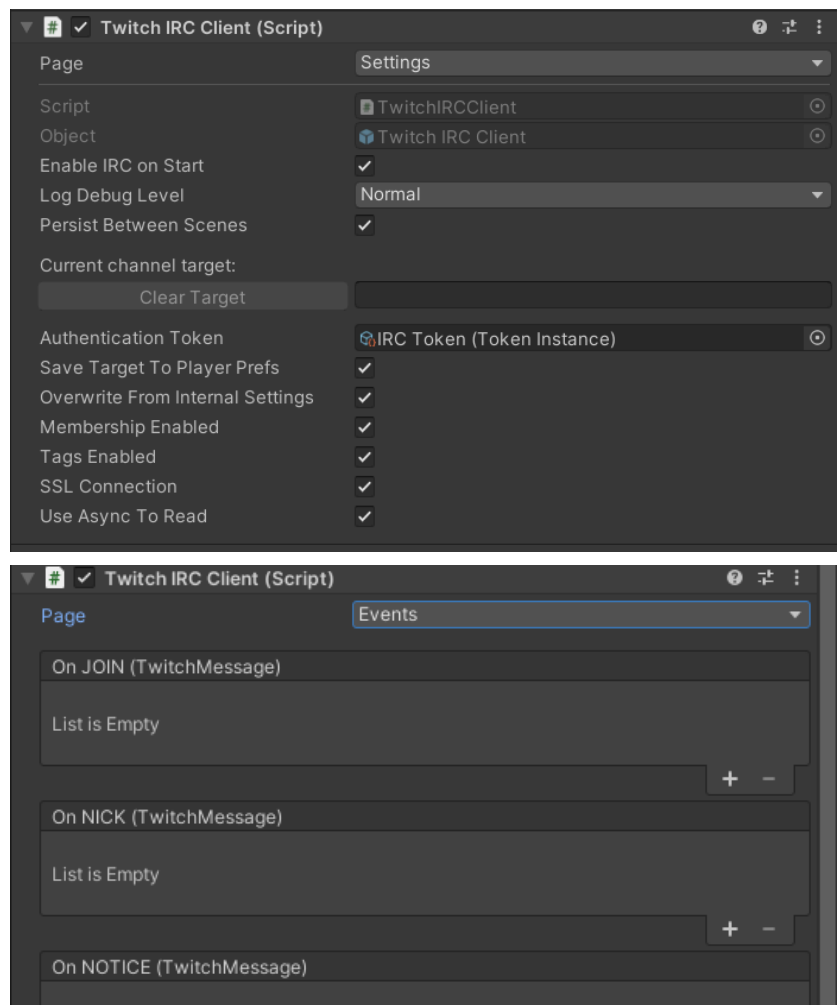 Twitch IRC Client (Script)
Page Settings
Script TwitchIRCClient
Object Twitch IRC Client
Enable IRC on Start
Log Debug Level Normal
Persist Between Scenes
Current channel target:
Clear Target
Authentication Token IRC Token (Token Instance)
Save Target To Player Prefs
Overwrite From Internal Settings
Membership Enabled
Tags Enabled
SSL Connection
Use Async To Read
Twitch IRC Client (Script)
Page Events
On JOIN (TwitchMessage)
List is Empty
On NICK (TwitchMessage)
List is Empty
On NOTICE (TwitchMessage)